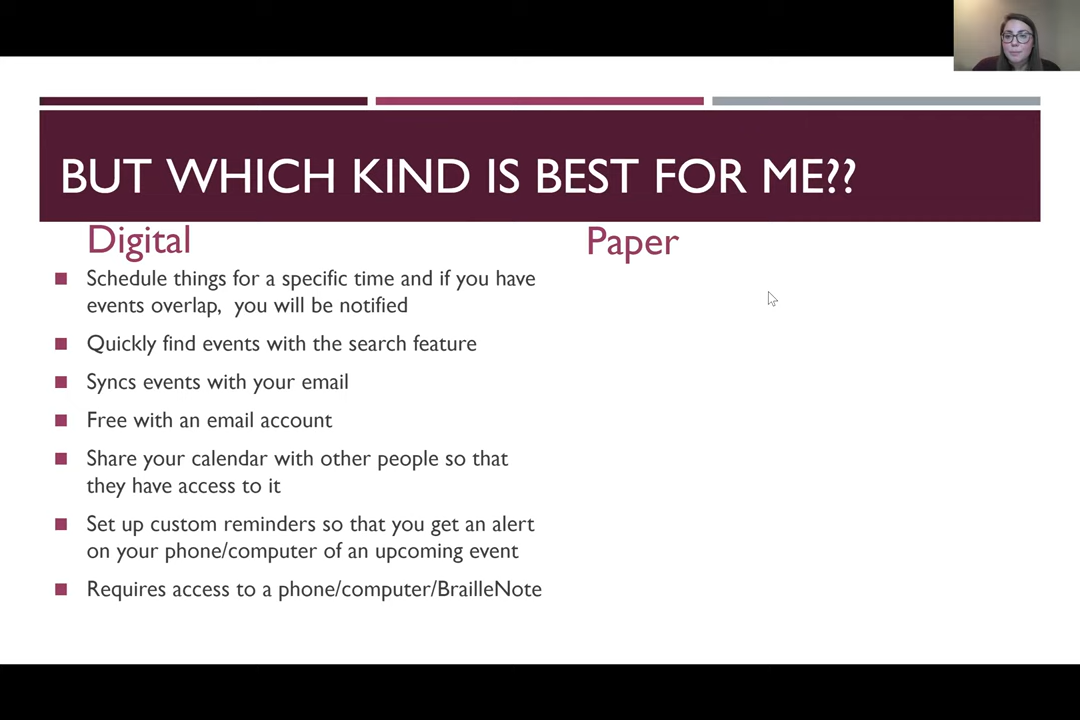 BUT WHICH KIND IS BEST FOR ME??
Digital
Schedule things for a specific time and if you have
events overlap, you will be notified
Quickly find events with the search feature
Syncs events with your email
Free with an email account
Share your calendar with other people so that
they have access to it
Set up custom reminders so that you get an alert
on your phone/computer of an upcoming event
Requires access to a phone/computer/BrailleNote
Paper